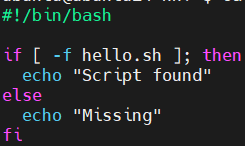 #!/bin/bash

if [ -f hello.sh ]; then
  echo "Script found"
else
  echo "Missing"
fi